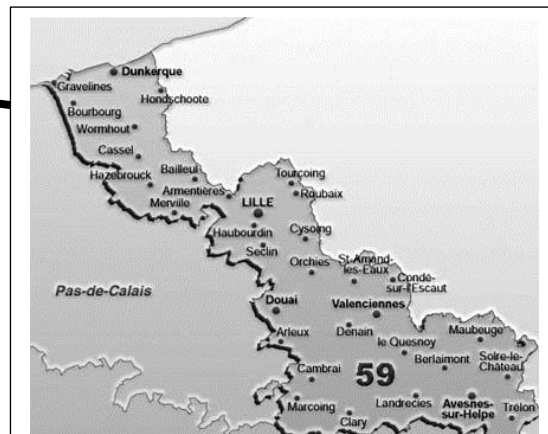 Dunkerque
Gravelines
Hondschoote
Bourbourg
Wormhout
Cassel
Bailleul
Tourcoing
Hazebrouck
Armentières
LILLE
Roubaix
Merville
Haubourdin
Cysoing
Seclin
Orchies
St-Amand-
les-Eaux
Condé-
sur-l'Escaut
Pas-de-Calais
Douai
Valenciennes
Arleux
Denain
le Quesnoy
Maubeuge
Berlaimont
Solre-le-
Château
Cambrai
59
Marcoing
Landrecies
Avesnes-
sur-Helpe
Trélon
Clary